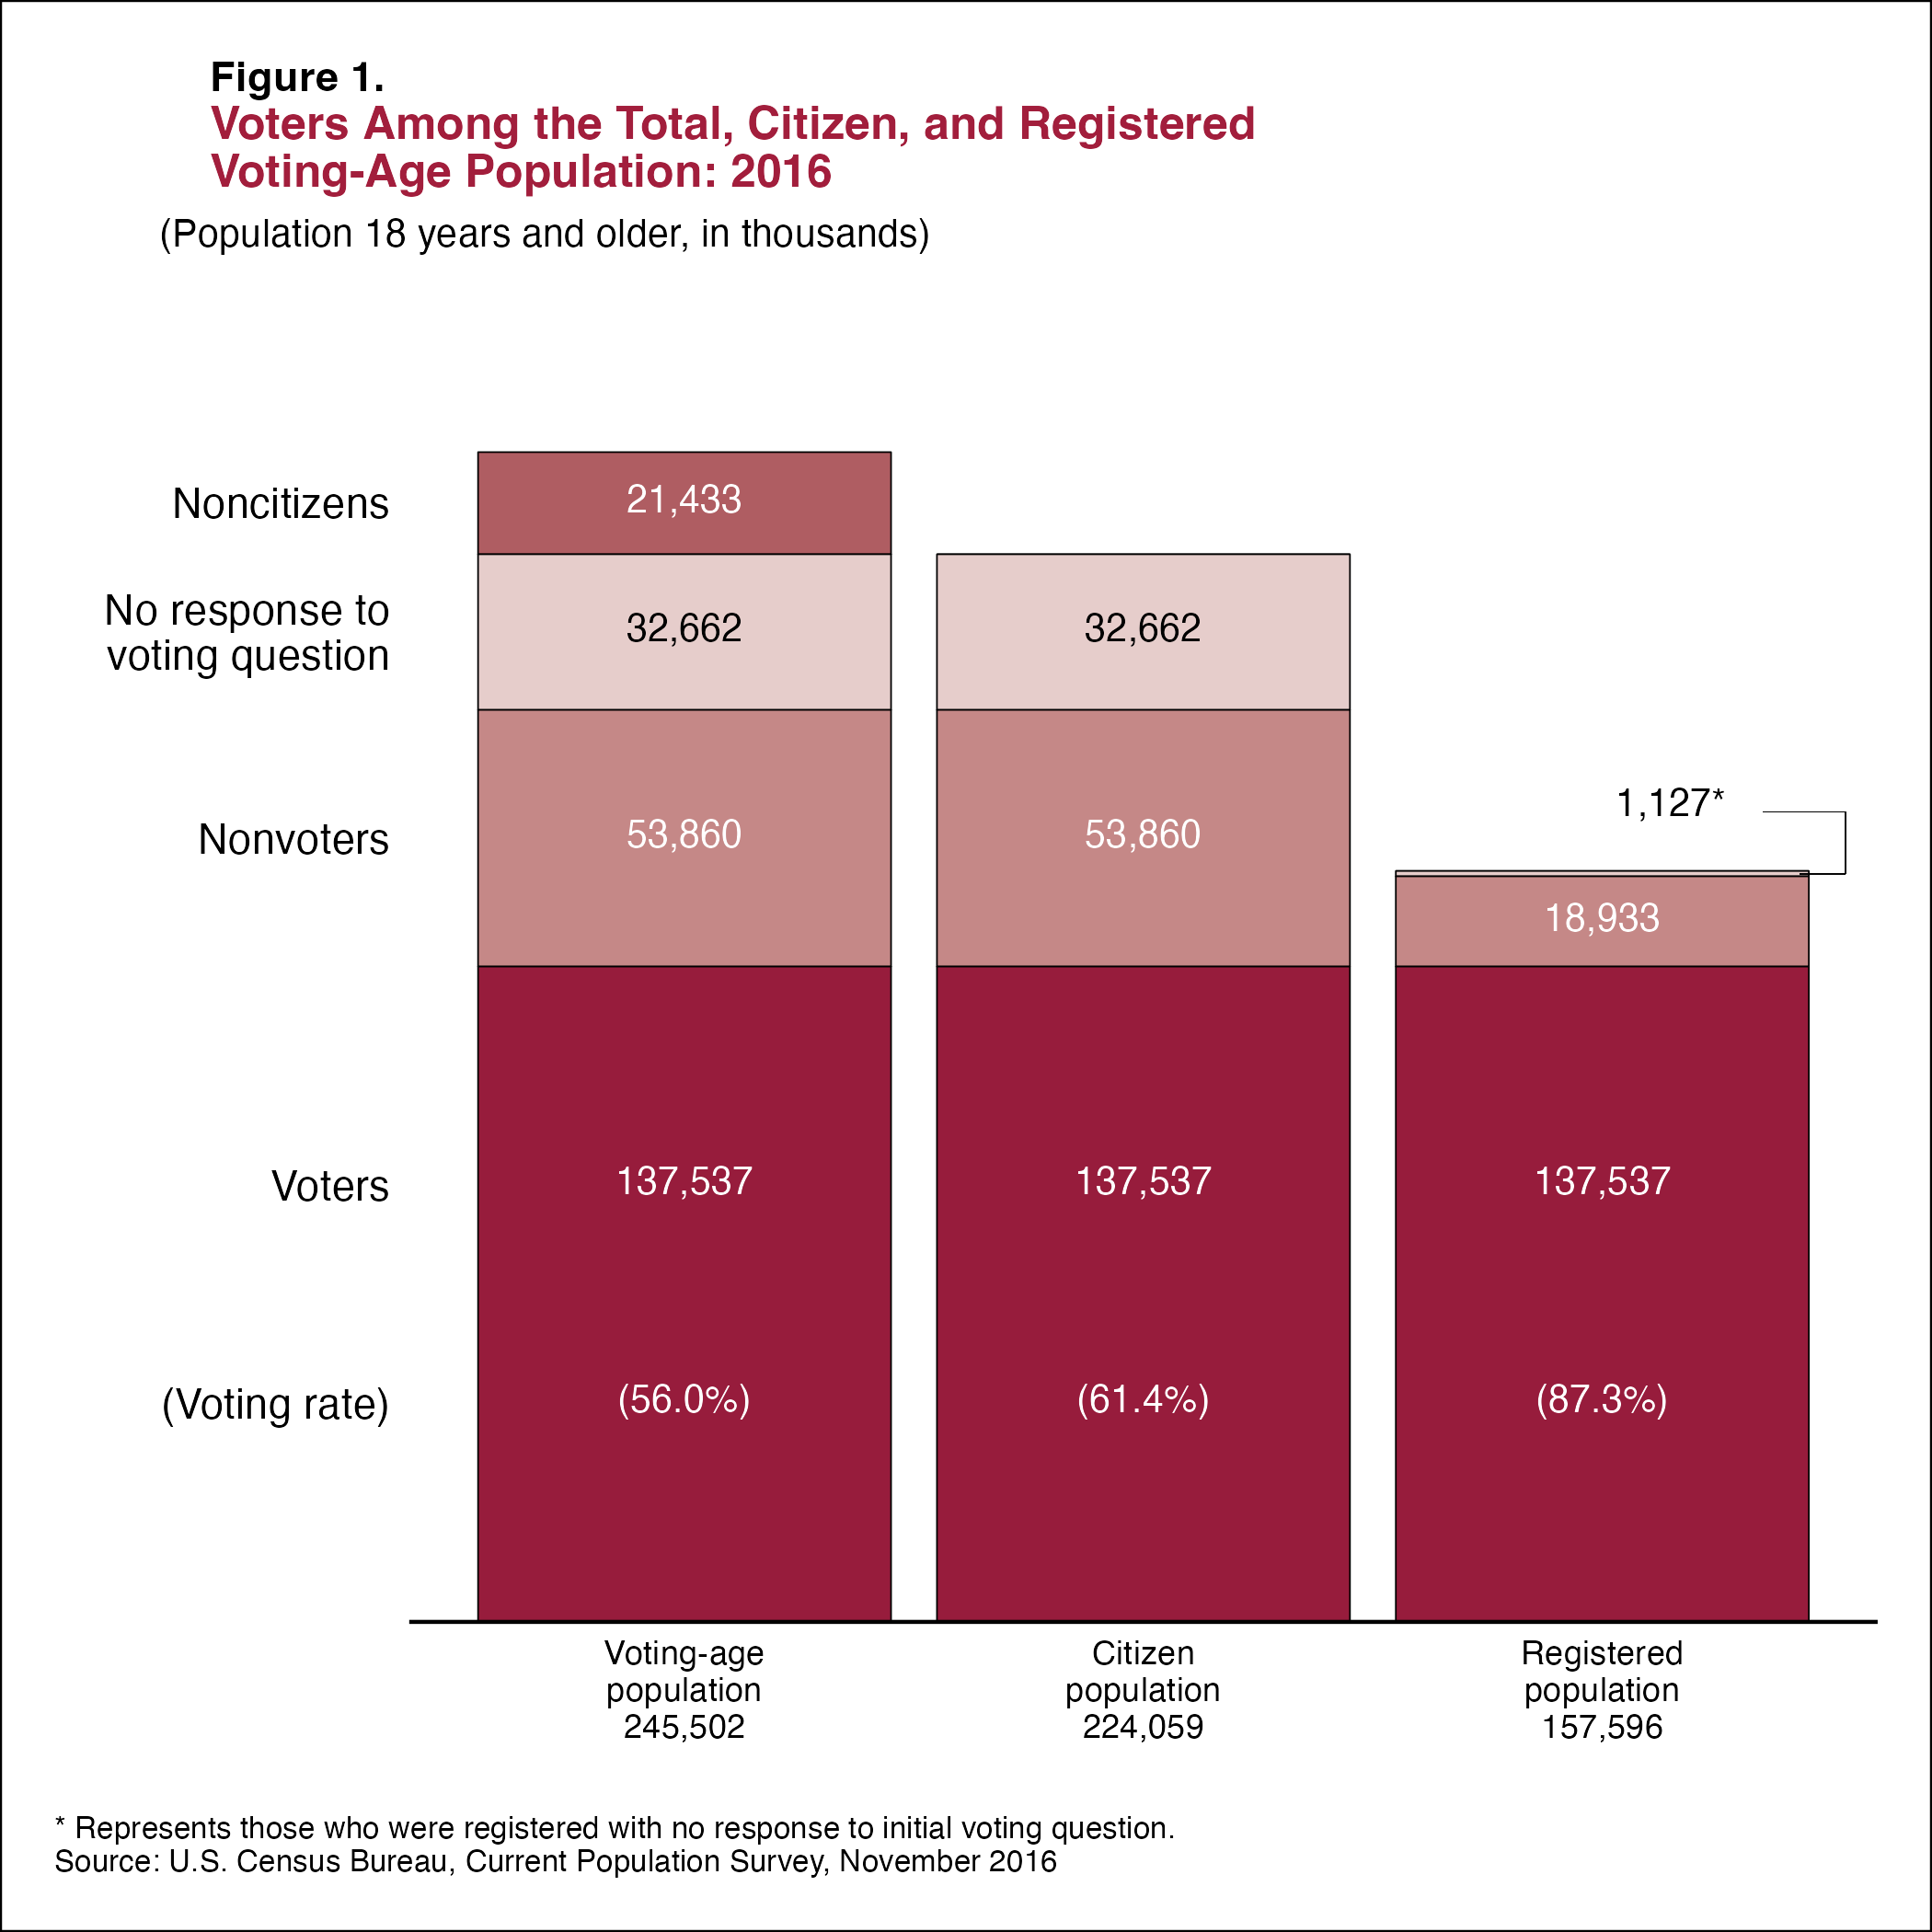 Figure 1.
Voters Among the Total, Citizen, and Registered
Voting-Age Population: 2016
(Population 18 years and older, in thousands)
Noncitizens
21,433
No response to
voting question
32,662
32,662
1,127*
Nonvoters
53,860
53,860
18,933
Voters
137,537
137,537
137,537
(Voting rate)
(56.0%)
(61.4%)
(87.3%)
Voting-age
population
245,502
Citizen
population
224,059
Registered
population
157,596
* Represents those who were registered with no response to initial voting question.
Source: U.S. Census Bureau, Current Population Survey, November 2016